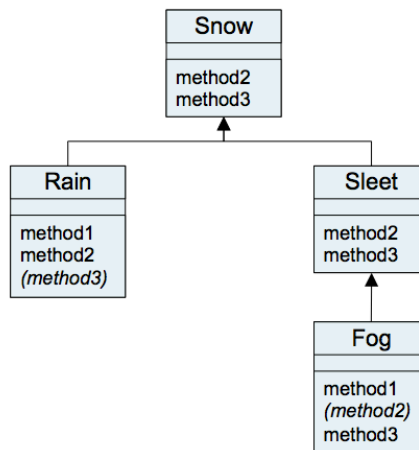 Snow
method2
method3
Rain
method1
method2
(method3)
Sleet
method2
method3
Fog
method1
(method2)
method3